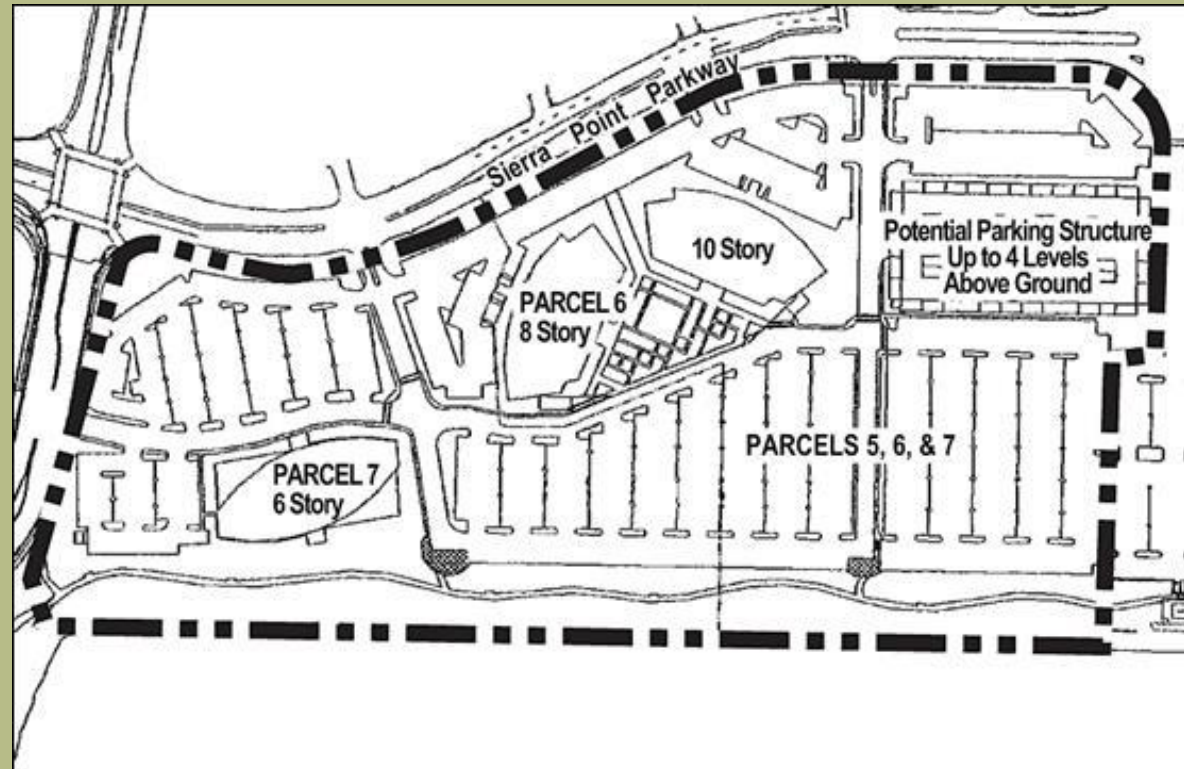 Sierra Point Parkway
10 Story
Potential Parking Structure
Up to 4 Levels
Above Ground
PARCEL 6
8 Story
PARCELS 5, 6, & 7
PARCEL 7
6 Story